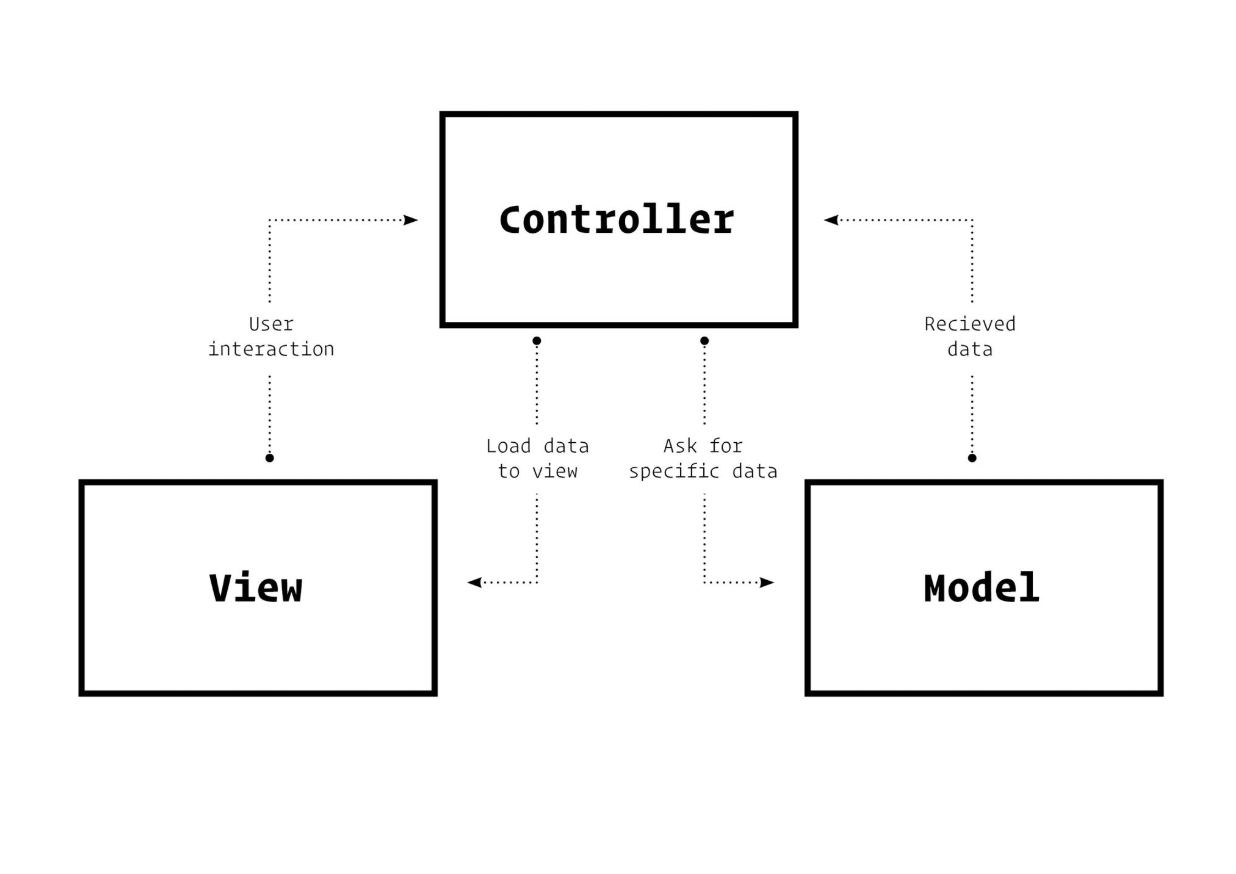 Controller
User
interaction
Recieved
data
Load data
to view
Ask for
specific data
View
Model